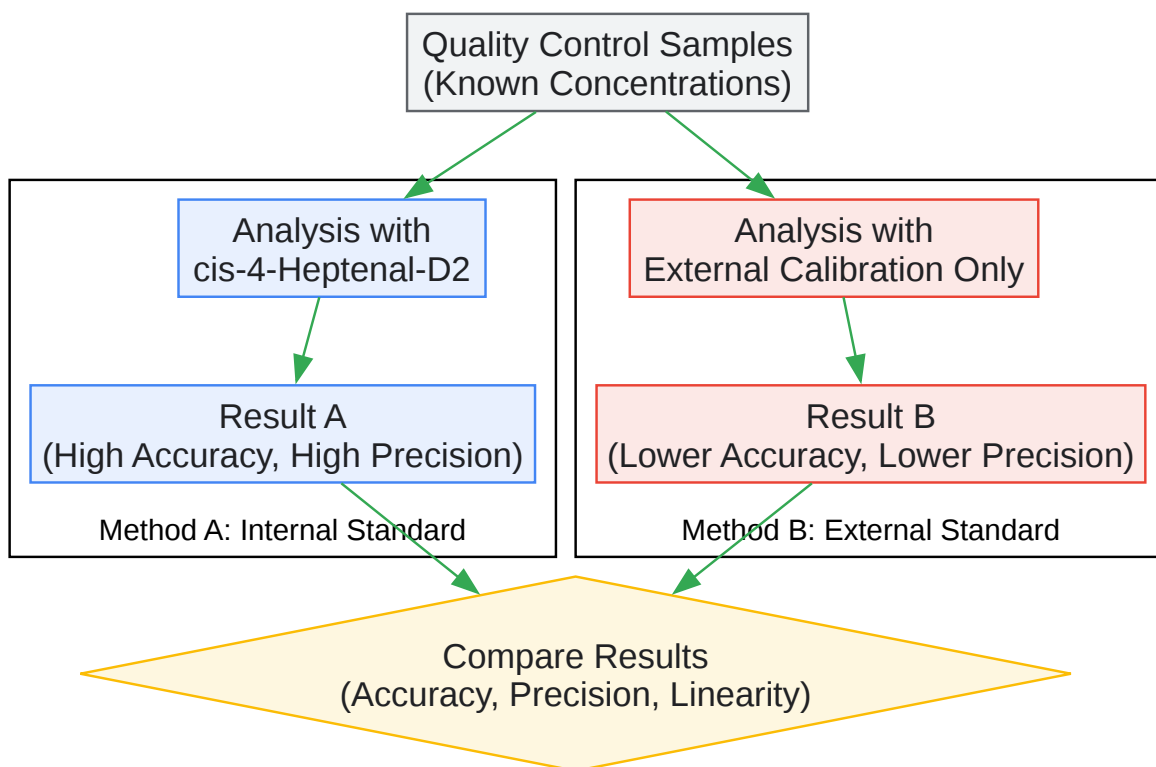 Quality Control Samples
(Known Concentrations)
Analysis with
cis-4-Heptenal-D2
Analysis with
External Calibration Only
Result A
(High Accuracy, High Precision)
Result B
(Lower Accuracy, Lower Precision)
Method A: Internal Standard
Method B: External Standard
Compare Results
(Accuracy, Precision, Linearity)